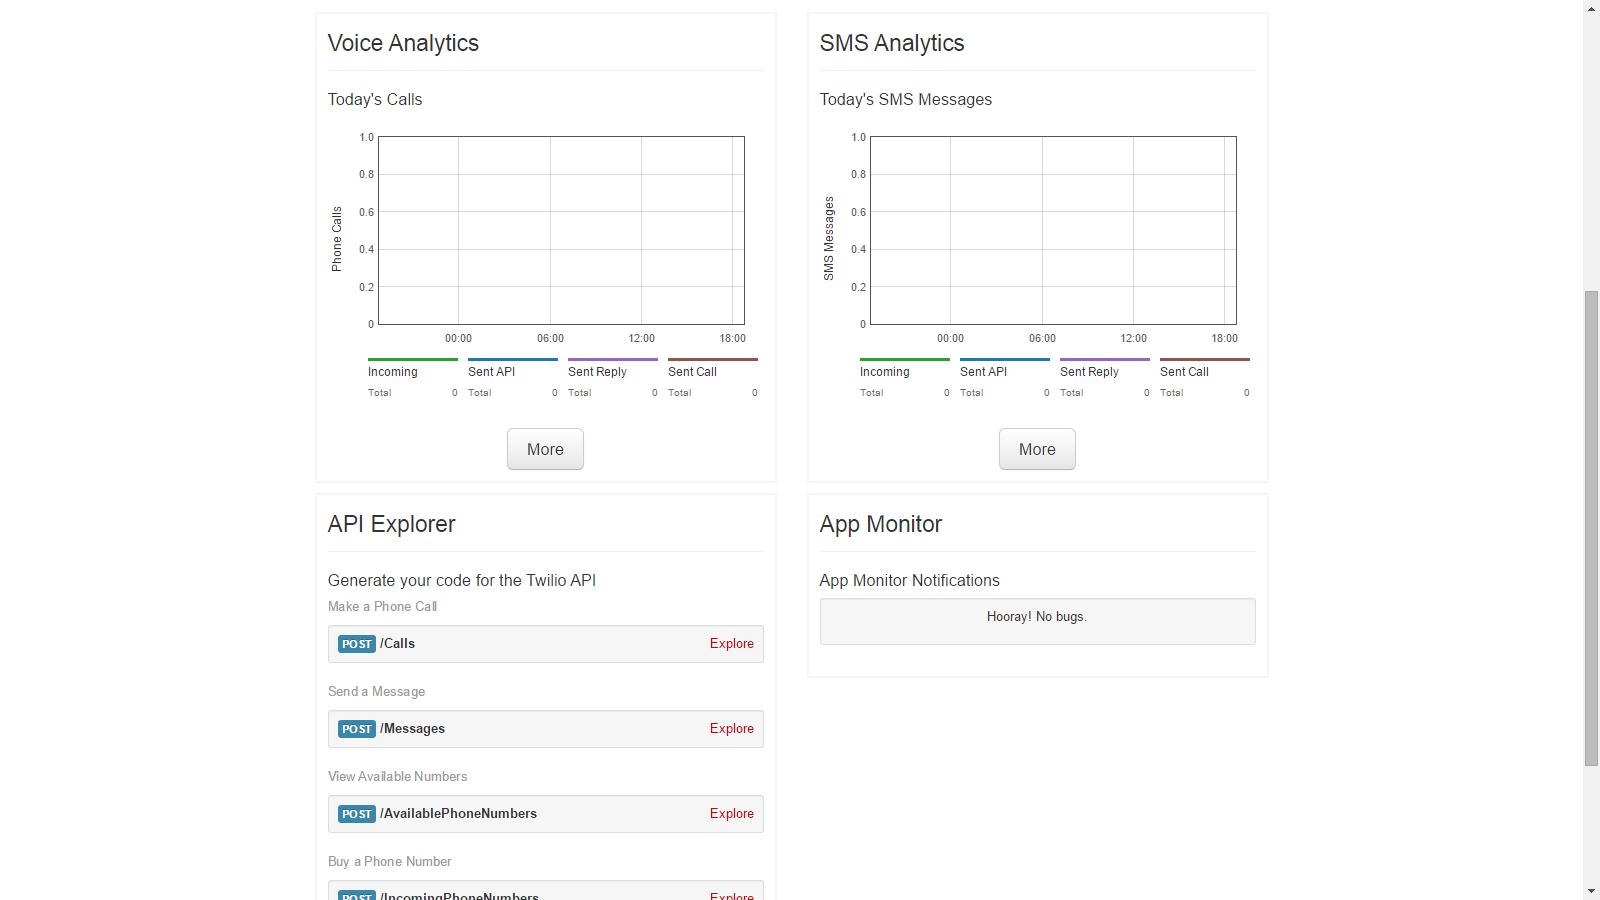 Voice Analytics
Today's Calls
Phone Calls
1.0
0.8
0.6
0.4
0.2
0
00:00 06:00 12:00 18:00
Incoming Sent API Sent Reply Sent Call
Total 0 Total 0 Total 0 Total 0
More
SMS Analytics
Today's SMS Messages
SMS Messages
1.0
0.8
0.6
0.4
0.2
0
00:00 06:00 12:00 18:00
Incoming Sent API Sent Reply Sent Call
Total 0 Total 0 Total 0 Total 0
More
API Explorer
Generate your code for the Twilio API
Make a Phone Call
POST /Calls Explore
Send a Message
POST /Messages Explore
View Available Numbers
POST /AvailablePhoneNumbers Explore
Buy a Phone Number
POST /IncomingPhoneNumbers Explore
App Monitor
App Monitor Notifications
Hooray! No bugs.